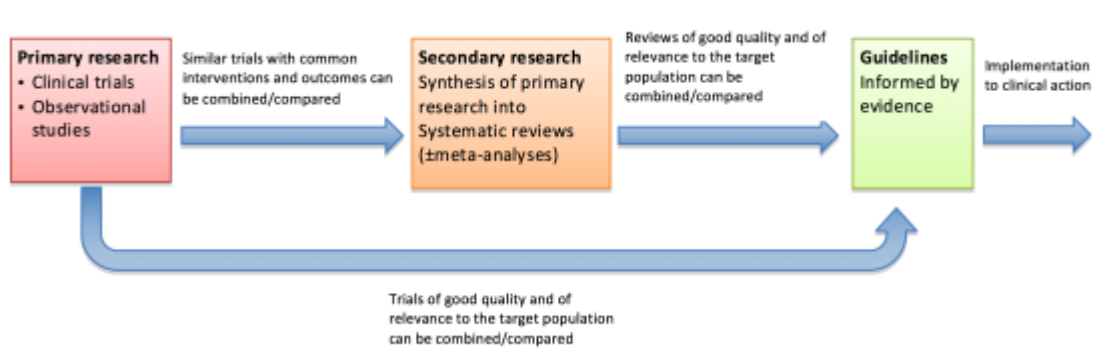 Primary research
• Clinical trials
• Observational
studies
Similar trials with common
interventions and outcomes can
be combined/compared
Secondary research
Synthesis of primary
research into
Systematic reviews
(±meta-analyses)
Reviews of good quality and of
relevance to the target
population can be
combined/compared
Guidelines
Informed by
evidence
Implementation
to clinical action
Trials of good quality and of
relevance to the target population
can be combined/compared